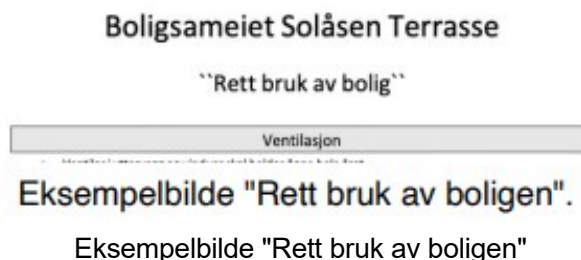 Boligsameiet Solåsen Terrasse
``Rett bruk av bolig``
Ventilasjon
Eksempelbilde "Rett bruk av boligen".
Eksempelbilde "Rett bruk av boligen"